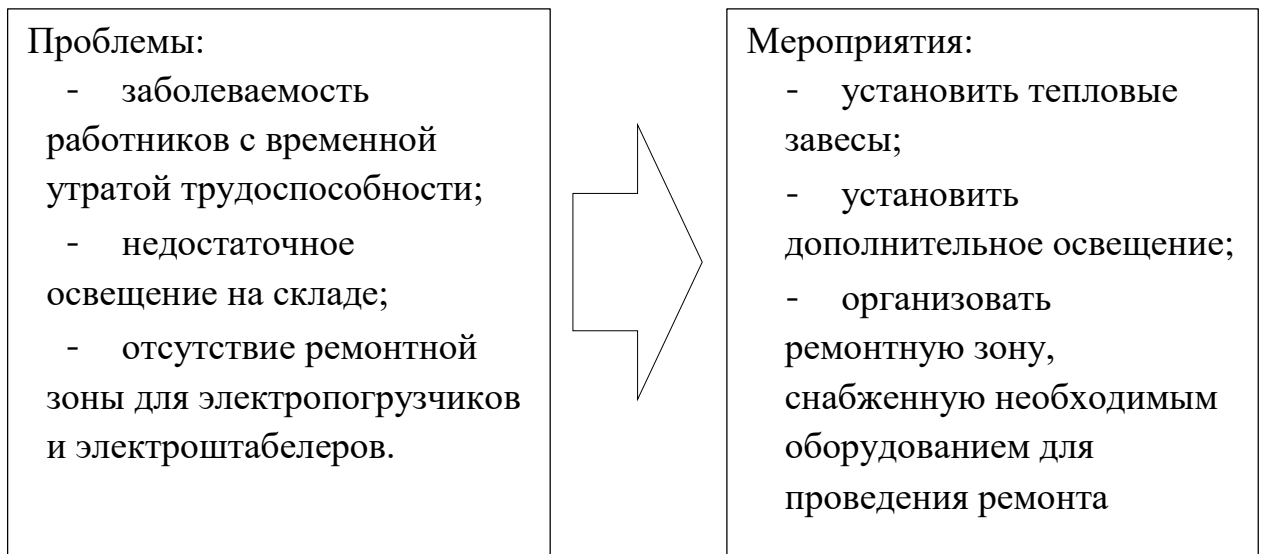 Проблемы:
- заболеваемость
работников с временной
утратой трудоспособности;
- недостаточное
освещение на складе;
- отсутствие ремонтной
зоны для электропогрузчиков
и электроштабелеров.
Мероприятия:
- установить тепловые
завесы;
- установить
дополнительное освещение;
- организовать
ремонтную зону,
снабженную необходимым
оборудованием для
проведения ремонта